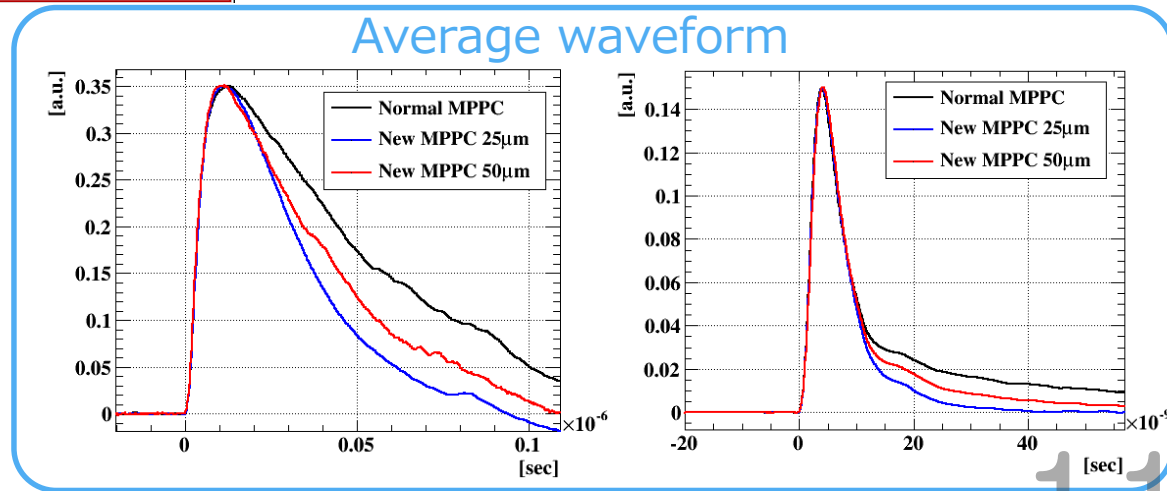 Average waveform
[a.u.]
0.35
0.3
0.25
0.2
0.15
0.1
0.05
0
Normal MPPC
New MPPC 25μm
New MPPC 50μm
0 0.05 0.1
×10⁻⁶
[sec]
[a.u.]
0.14
0.12
0.1
0.08
0.06
0.04
0.02
0
Normal MPPC
New MPPC 25μm
New MPPC 50μm
-20 0 20 40
×10⁻⁹
[sec]
11